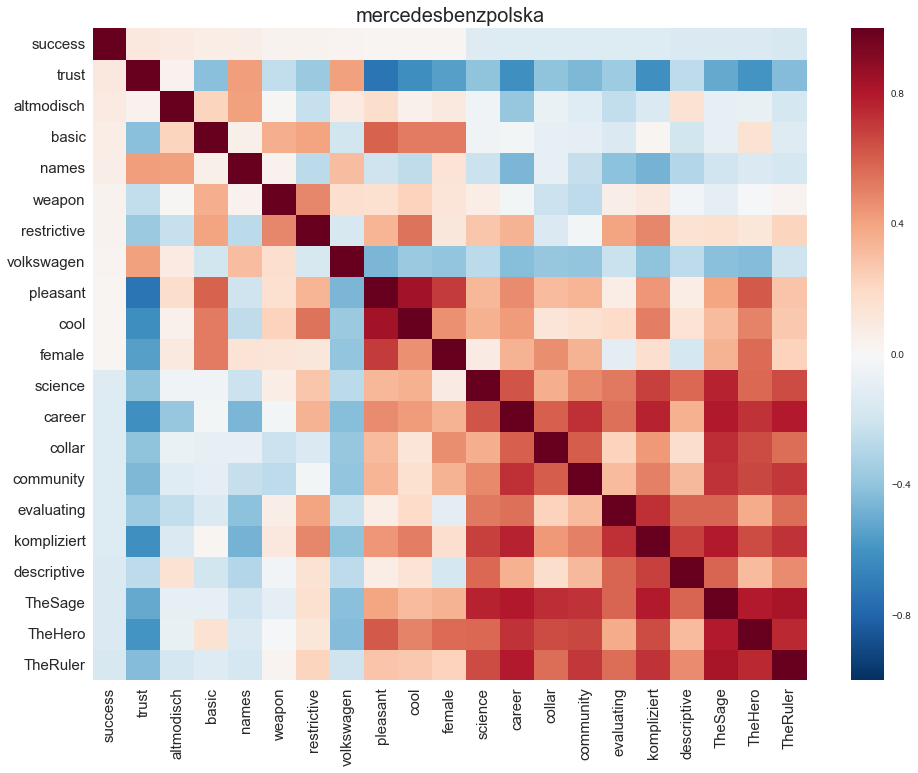 mercedesbenzpolska
success
trust
altmodisch
basic
names
weapon
restrictive
volkswagen
pleasant
cool
female
science
career
collar
community
evaluating
kompliziert
descriptive
TheSage
TheHero
TheRuler
success
trust
altmodisch
basic
names
weapon
restrictive
volkswagen
pleasant
cool
female
science
career
collar
community
evaluating
kompliziert
descriptive
TheSage
TheHero
TheRuler
0.8
0.4
0.0
−0.4
−0.8